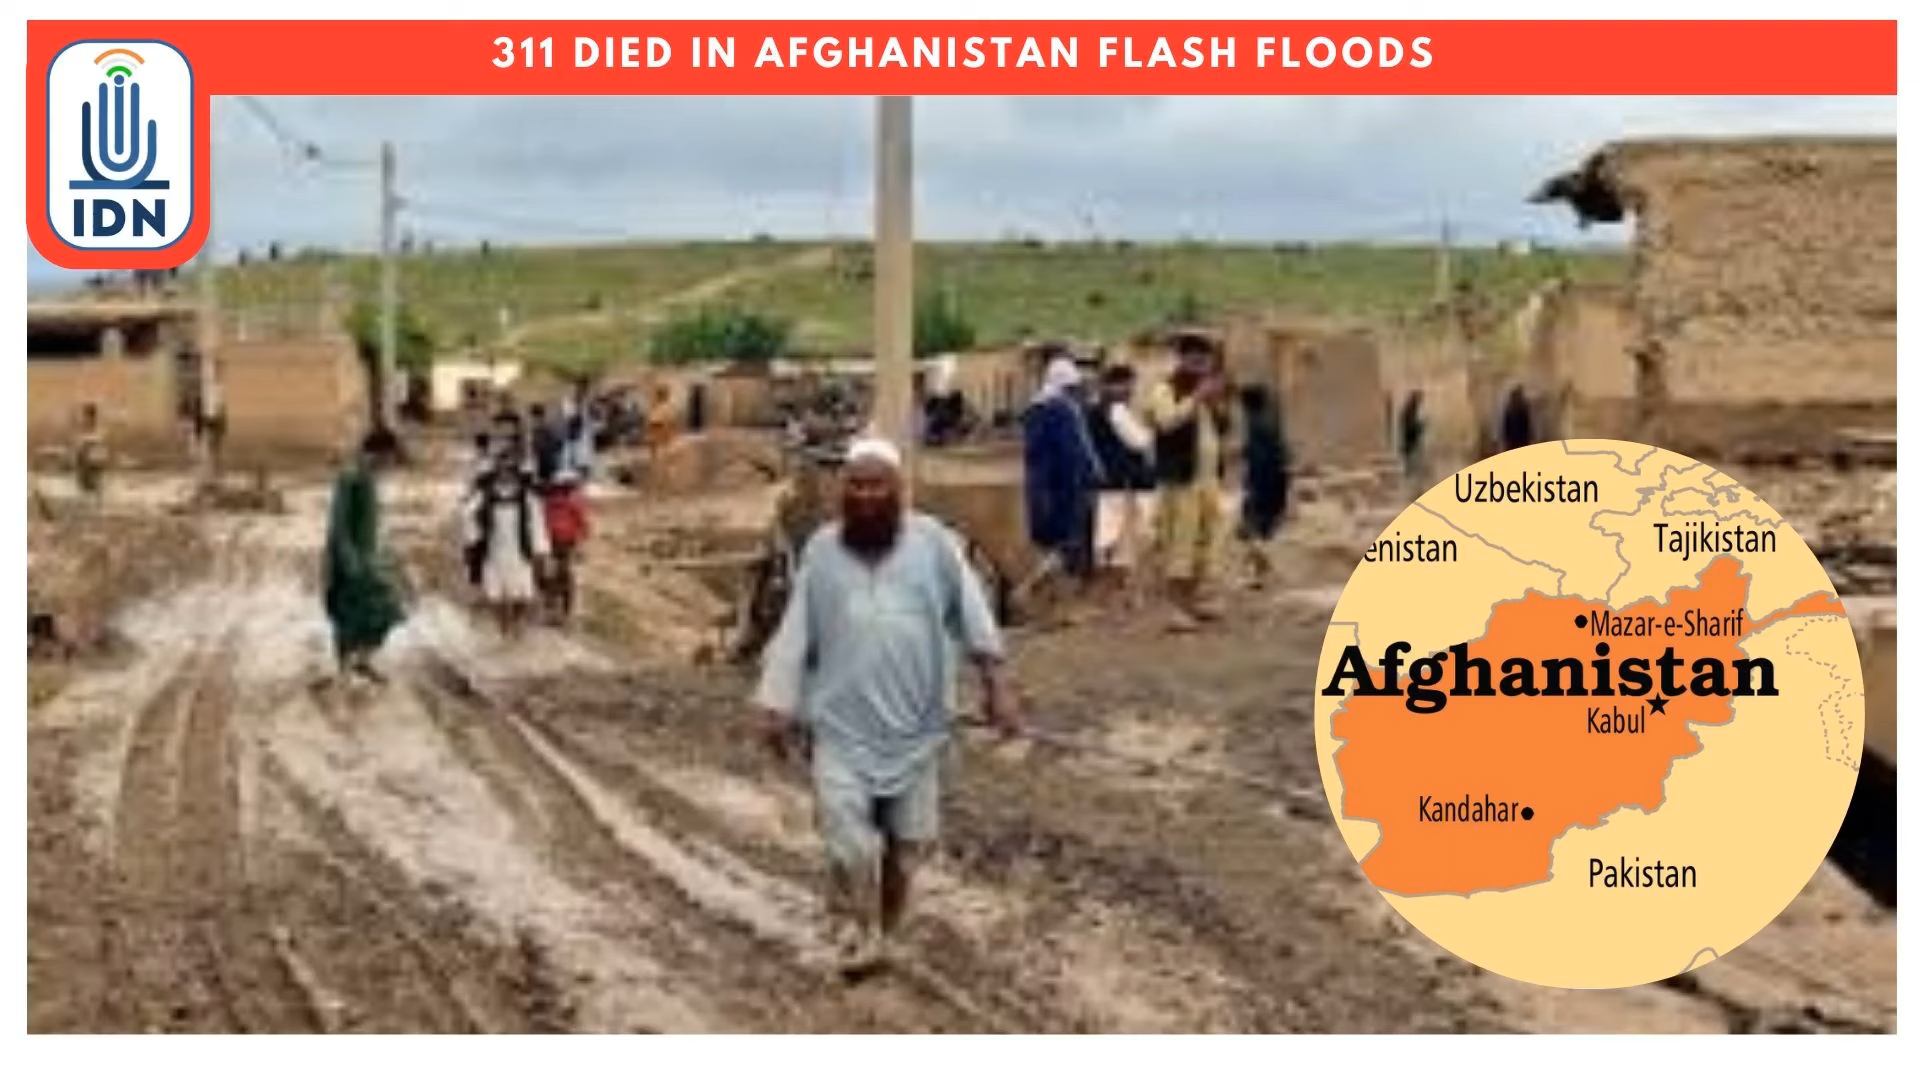 311 DIED IN AFGHANISTAN FLASH FLOODS
IDN
Uzbekistan
Tajikistan
enistan
Mazar-e-Sharif
Afghanistan
Kabul
Kandahar
Pakistan